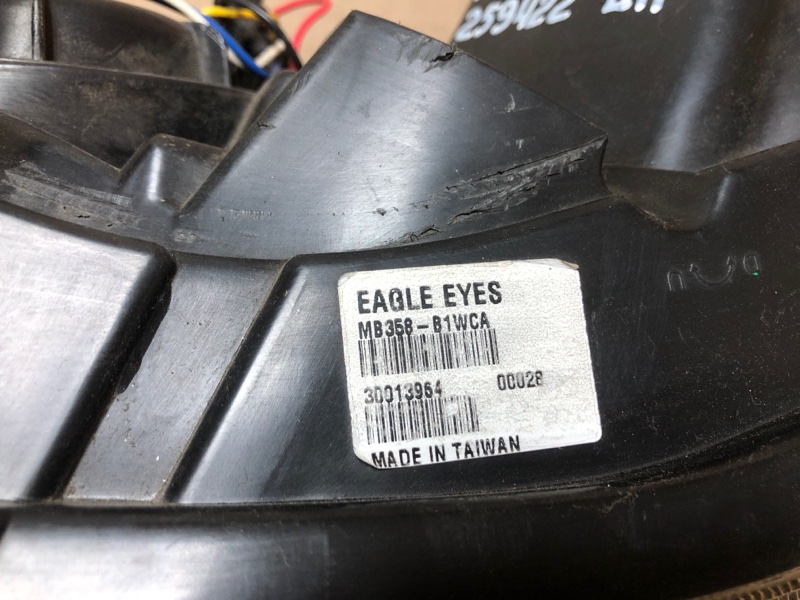 259422
EAGLE EYES
MB358-B1WCA
30013964 00028
MADE IN TAIWAN